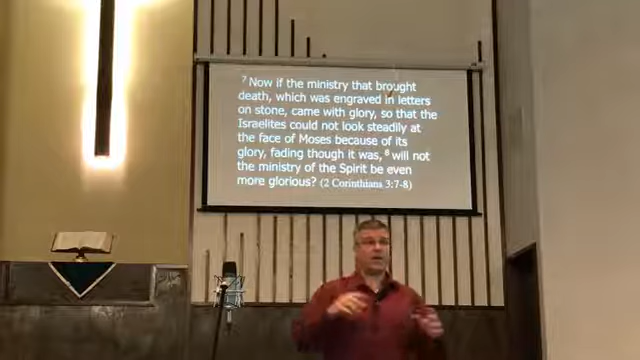 ⁷ Now if the ministry that brought
death, which was engraved in letters
on stone, came with glory, so that the
Israelites could not look steadily at
the face of Moses because of its
glory, fading though it was, ⁸ will not
the ministry of the Spirit be even
more glorious? (2 Corinthians 3:7-8)